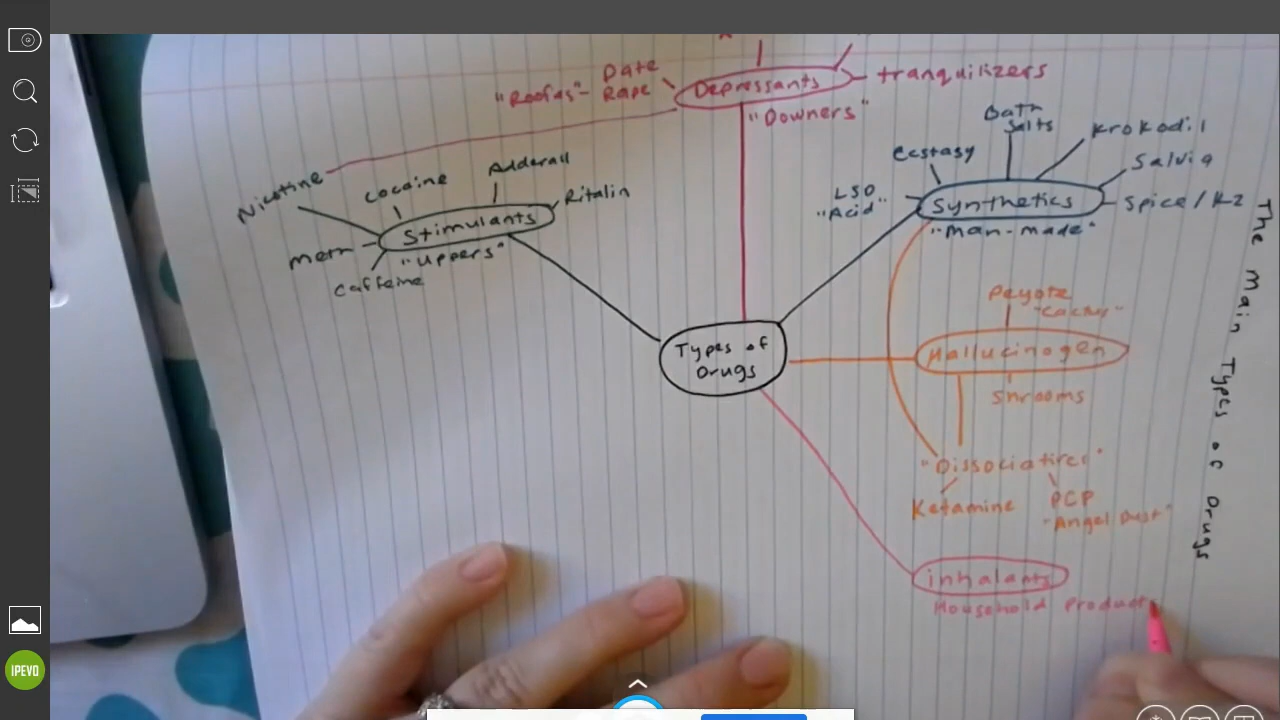 Date
"Roofas"- Rape
Depressants
tranquilizers
"Downers"
Nicotine
Cocaine
Adderall
Ritalin
Stimulants
"Uppers"
Meth
Caffeine
Ecstasy
Bath
Salts
Krokodil
Salvia
LSD
"Acid"
Synthetics
Spice/K2
"Man-made"
Types of
Drugs
Peyote
"Cactus"
Hallucinogen
Shrooms
"Dissociatives"
Ketamine
PCP
"Angel Dust"
inhalants
Household Products
The Main Types of Drugs
IPEVO